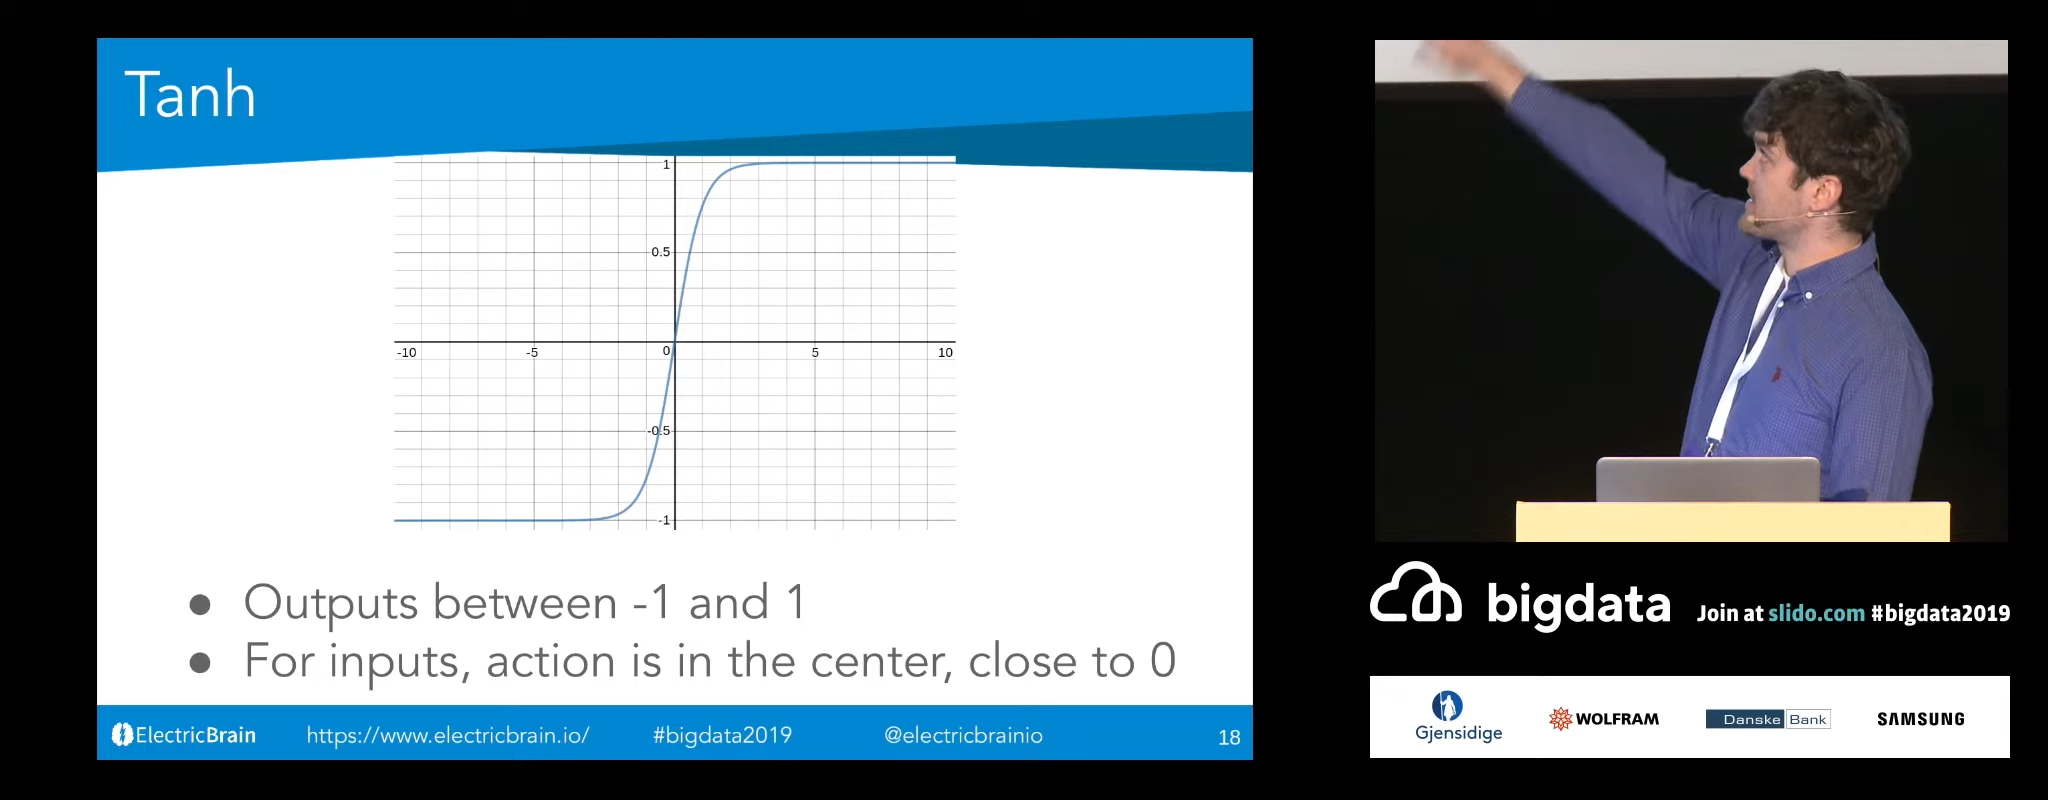 Tanh
1
0.5
-10
-5
0
5
10
-0.5
-1
● Outputs between -1 and 1
● For inputs, action is in the center, close to 0
ElectricBrain https://www.electricbrain.io/ #bigdata2019 @electricbrainio 18
bigdata Join at slido.com #bigdata2019
Gjensidige WOLFRAM Danske Bank SAMSUNG